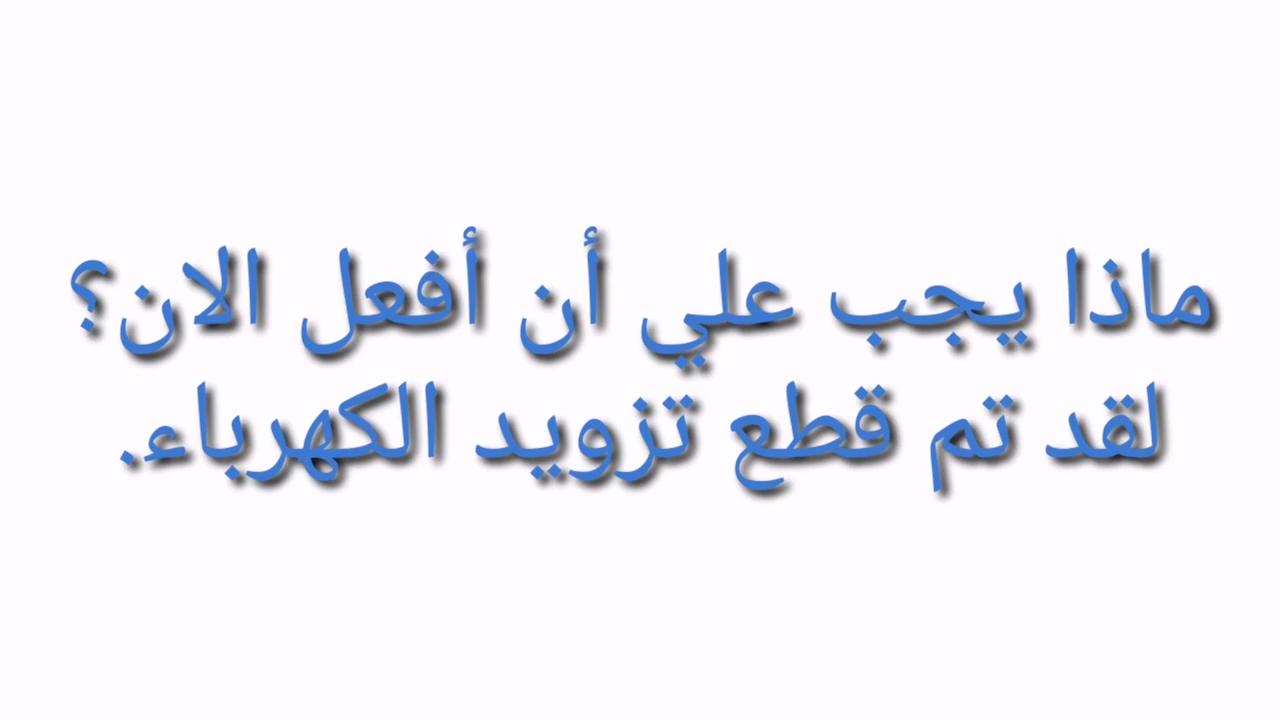 ماذا يجب علي أن أفعل الان؟
لقد تم قطع تزويد الكهرباء.